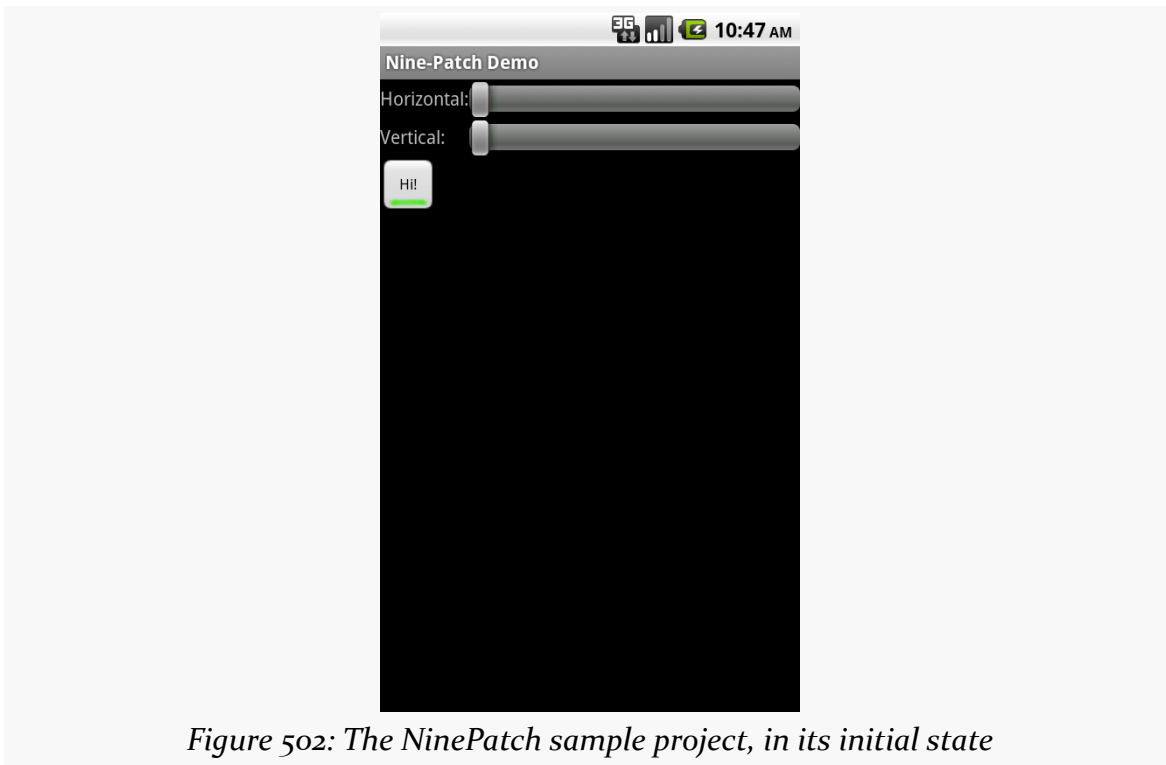 3G 10:47 AM
Nine-Patch Demo
Horizontal:
Vertical:
Hi!
Figure 502: The NinePatch sample project, in its initial state